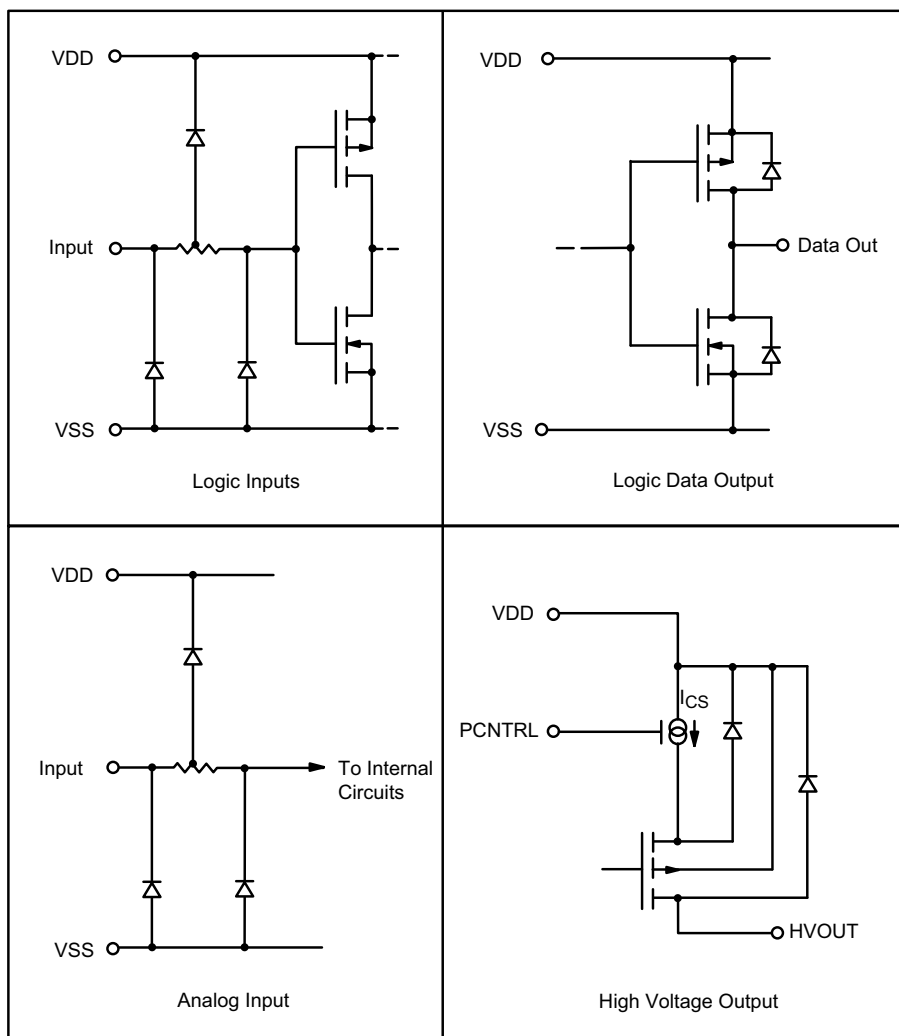 VDD
Input
VSS
Logic Inputs
VDD
Data Out
VSS
Logic Data Output
VDD
Input
To Internal
Circuits
VSS
Analog Input
VDD
ICS
PCNTRL
HVOUT
High Voltage Output